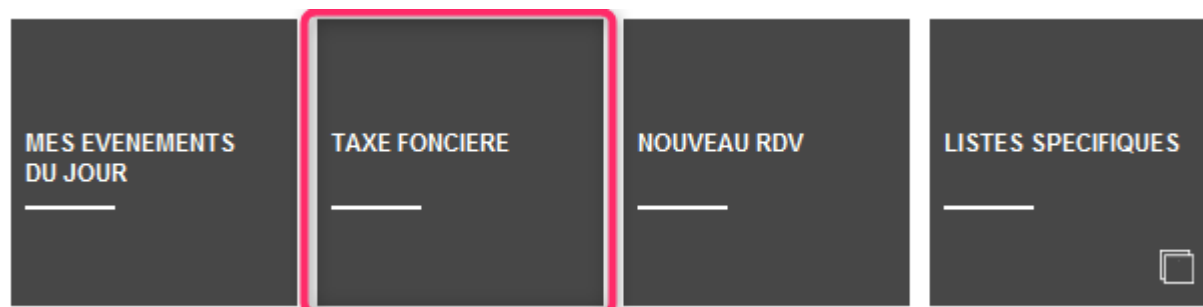 MES EVENEMENTS
DU JOUR
TAXE FONCIERE
NOUVEAU RDV
LISTES SPECIFIQUES